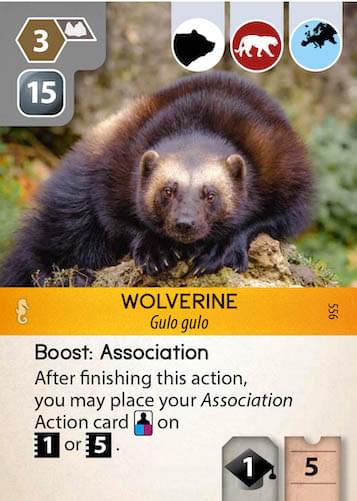 3
15
WOLVERINE
Gulo gulo
556
Boost: Association
After finishing this action,
you may place your Association
Action card on
1 or 5 .
1
5